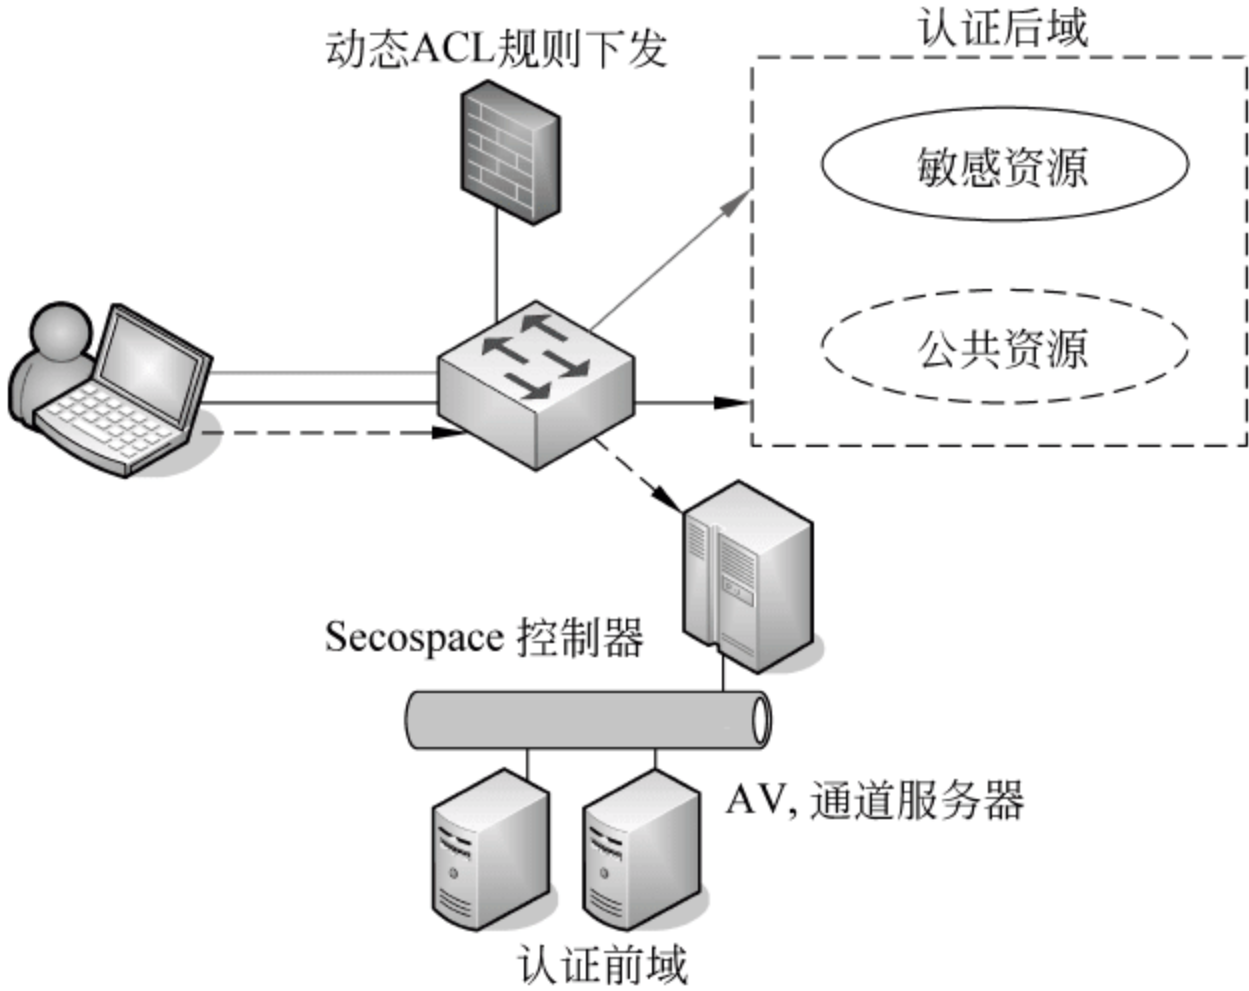 认证后域
动态ACL规则下发
敏感资源
公共资源
Secospace 控制器
AV, 通道服务器
认证前域